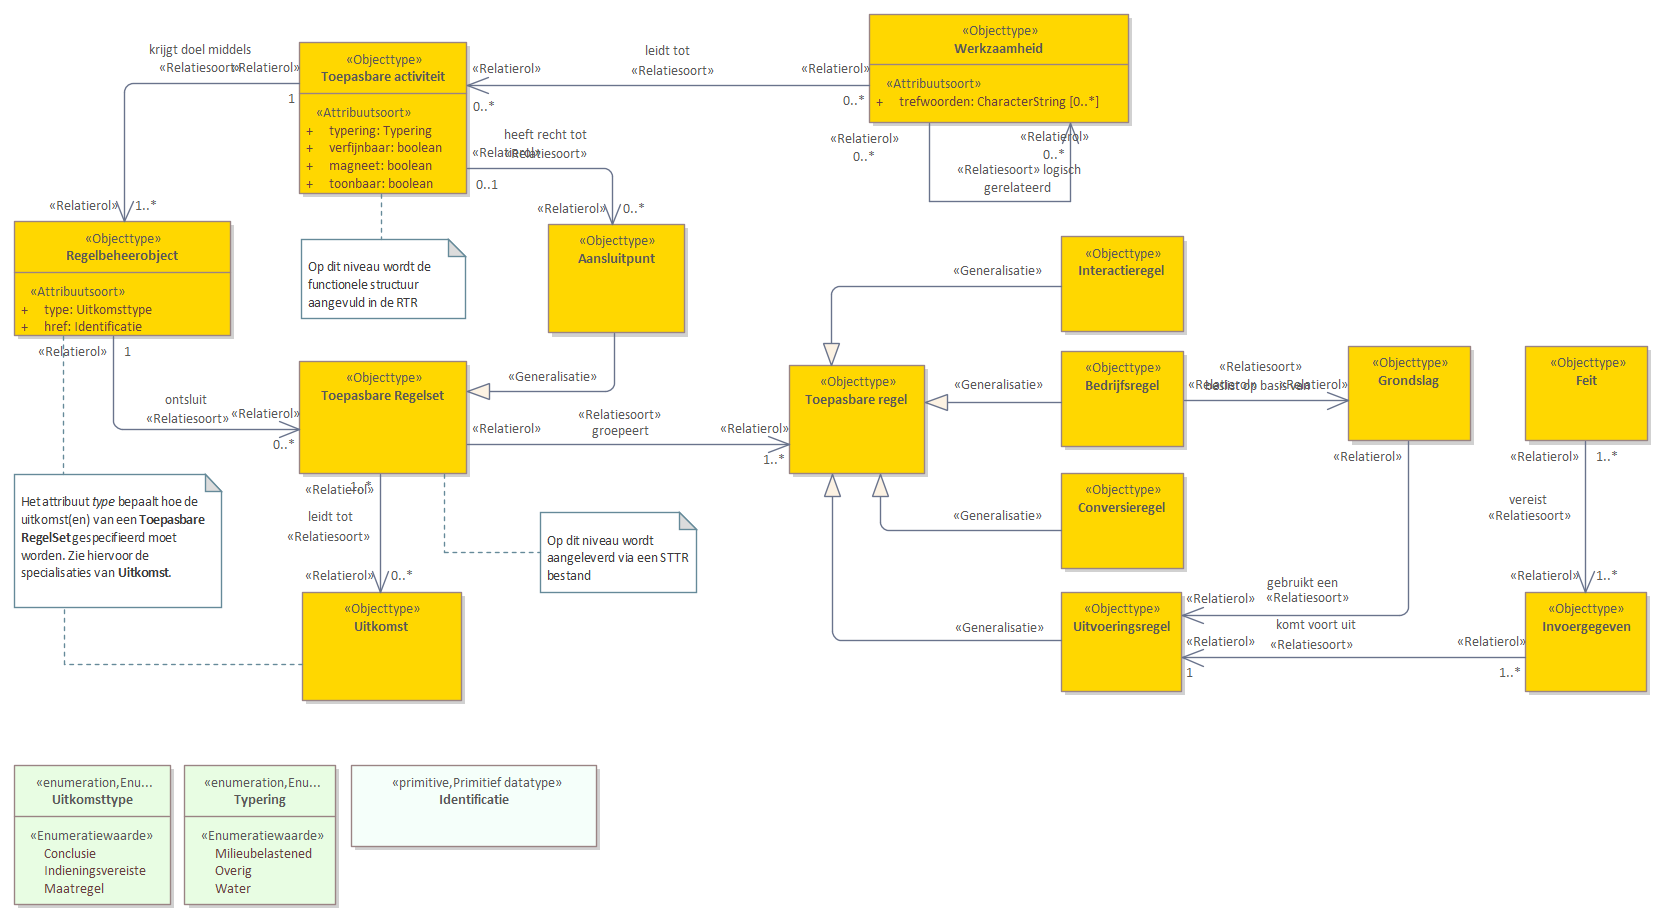 krijgt doel middels
«Relatiesoort»
«Relatierol»
1
«Objecttype»
Toepasbare activiteit
«Attribuutsoort»
+ typering: Typering
+ verfijnbaar: boolean
+ magneet: boolean
+ toonbaar: boolean
«Relatierol»
0..*
leidt tot
«Relatiesoort»
«Relatierol»
0..*
«Objecttype»
Werkzaamheid
«Attribuutsoort»
+ trefwoorden: CharacterString [0..*]
«Relatierol»
0..*
«Relatierol»
0..*
«Relatiesoort» logisch
gerelateerd
heeft recht tot
«Relatierol»
«Relatiesoort»
0..1
«Relatierol»
0..*
«Relatierol»
1..*
«Objecttype»
Regelbeheerobject
«Attribuutsoort»
+ type: Uitkomsttype
+ href: Identificatie
«Relatierol»
1
Op dit niveau wordt de
functionele structuur
aangevuld in de RTR
«Objecttype»
Aansluitpunt
«Generalisatie»
«Objecttype»
Interactieregel
«Generalisatie»
ontsluit
«Relatiesoort»
«Relatierol»
0..*
«Objecttype»
Toepasbare Regelset
«Relatierol»
«Relatiesoort»
groepeert
«Relatierol»
1..*
«Objecttype»
Toepasbare regel
«Generalisatie»
«Objecttype»
Bedrijfsregel
«Relatiesoort»
«Relatierol»
beslist op basis van
«Relatierol»
«Objecttype»
Grondslag
«Objecttype»
Feit
«Relatierol»
«Relatierol»
1..*
vereist
«Relatiesoort»
«Relatierol»
1..*
«Generalisatie»
«Objecttype»
Conversieregel
Het attribuut type bepaalt hoe de
uitkomst(en) van een Toepasbare
RegelSet gespecifieerd moet
worden. Zie hiervoor de
specialisaties van Uitkomst.
1..*
«Relatierol»
leidt tot
«Relatiesoort»
«Relatierol»
0..*
Op dit niveau wordt
aangeleverd via een STTR
bestand
«Objecttype»
Uitkomst
«Generalisatie»
«Objecttype»
Uitvoeringsregel
gebruikt een
«Relatierol»
«Relatiesoort»
komt voort uit
«Relatierol»
«Relatiesoort»
«Relatierol»
1
1..*
«Objecttype»
Invoergegeven
«enumeration,Enu...
Uitkomsttype
«Enumeratiewaarde»
Conclusie
Indieningsvereiste
Maatregel
«enumeration,Enu...
Typering
«Enumeratiewaarde»
Milieubelastened
Overig
Water
«primitive,Primitief datatype»
Identificatie